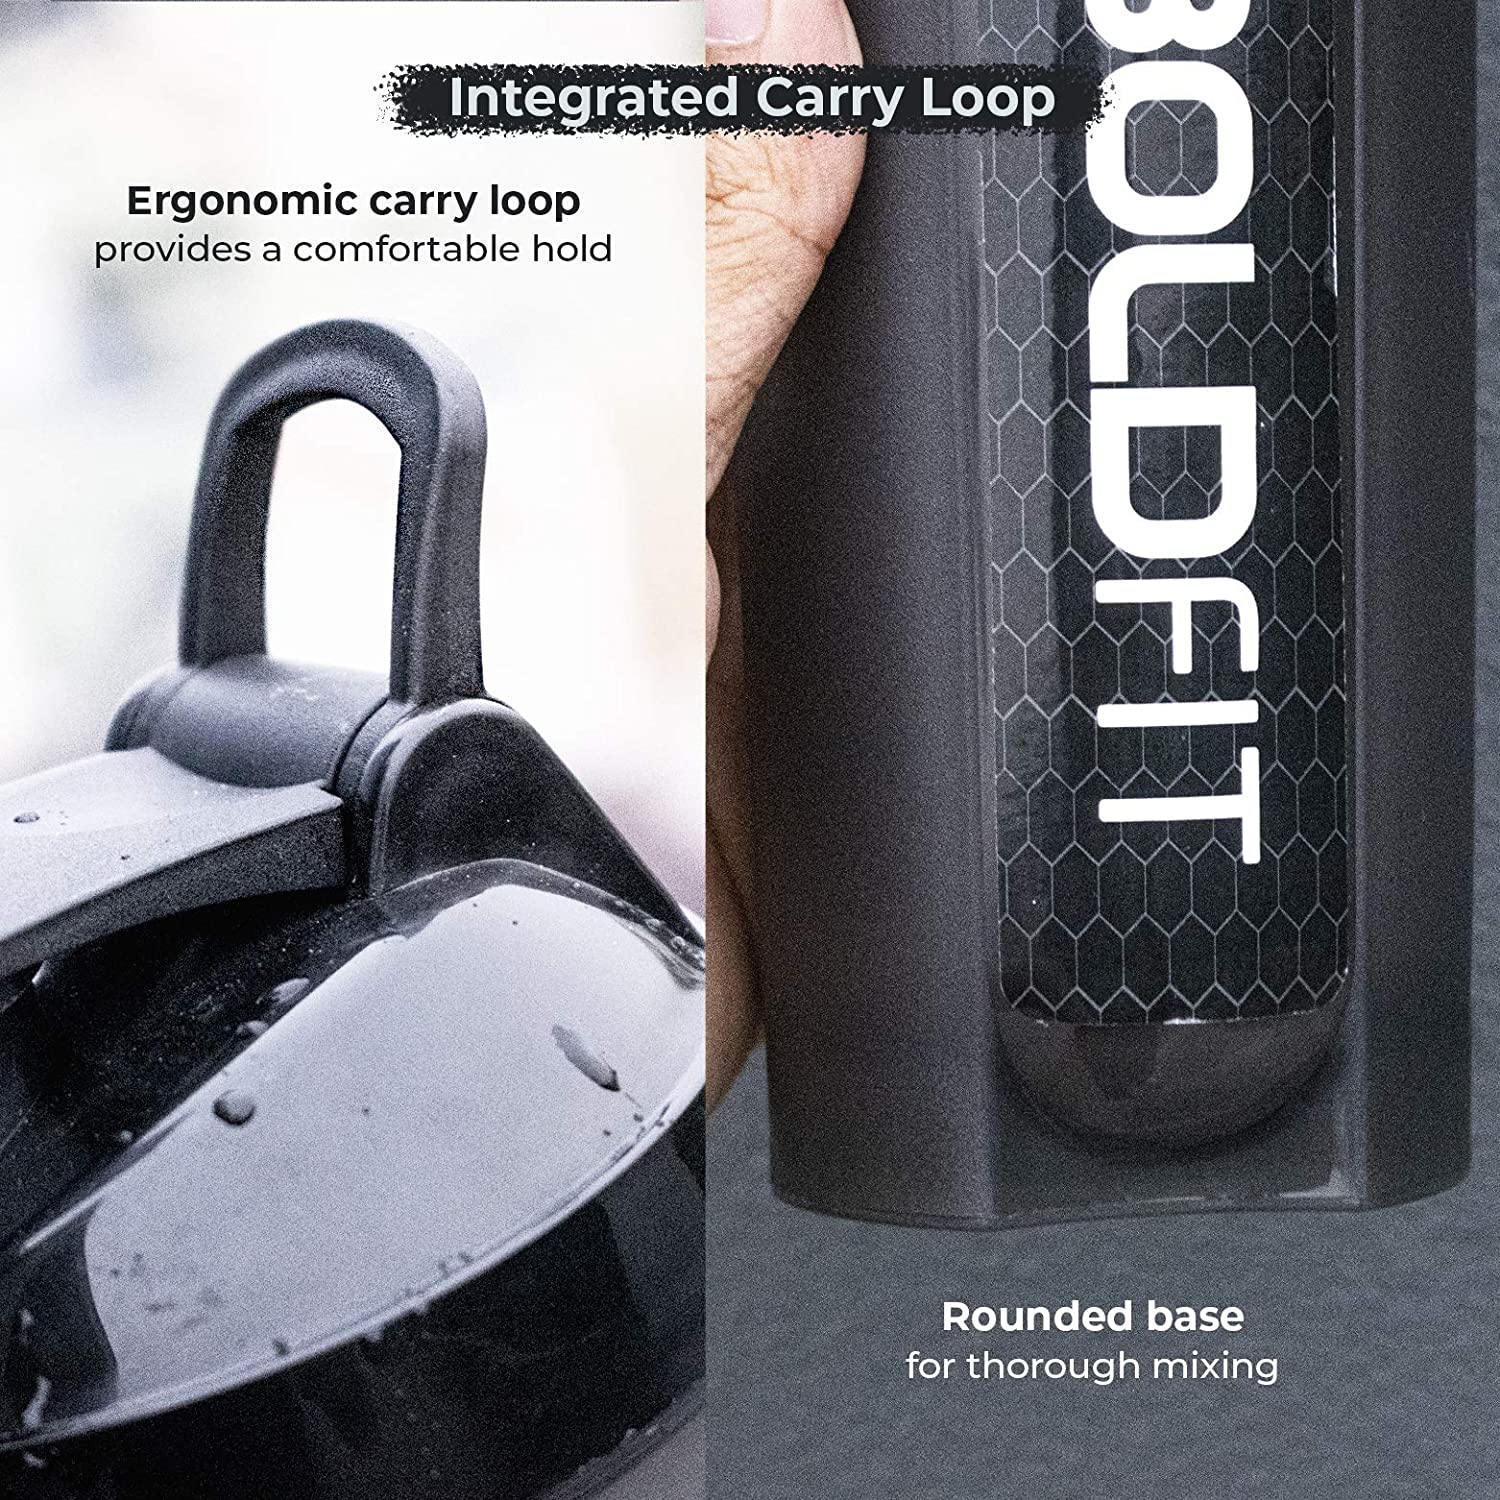 Integrated Carry Loop
Ergonomic carry loop
provides a comfortable hold
BOLDFIT
Rounded base
for thorough mixing